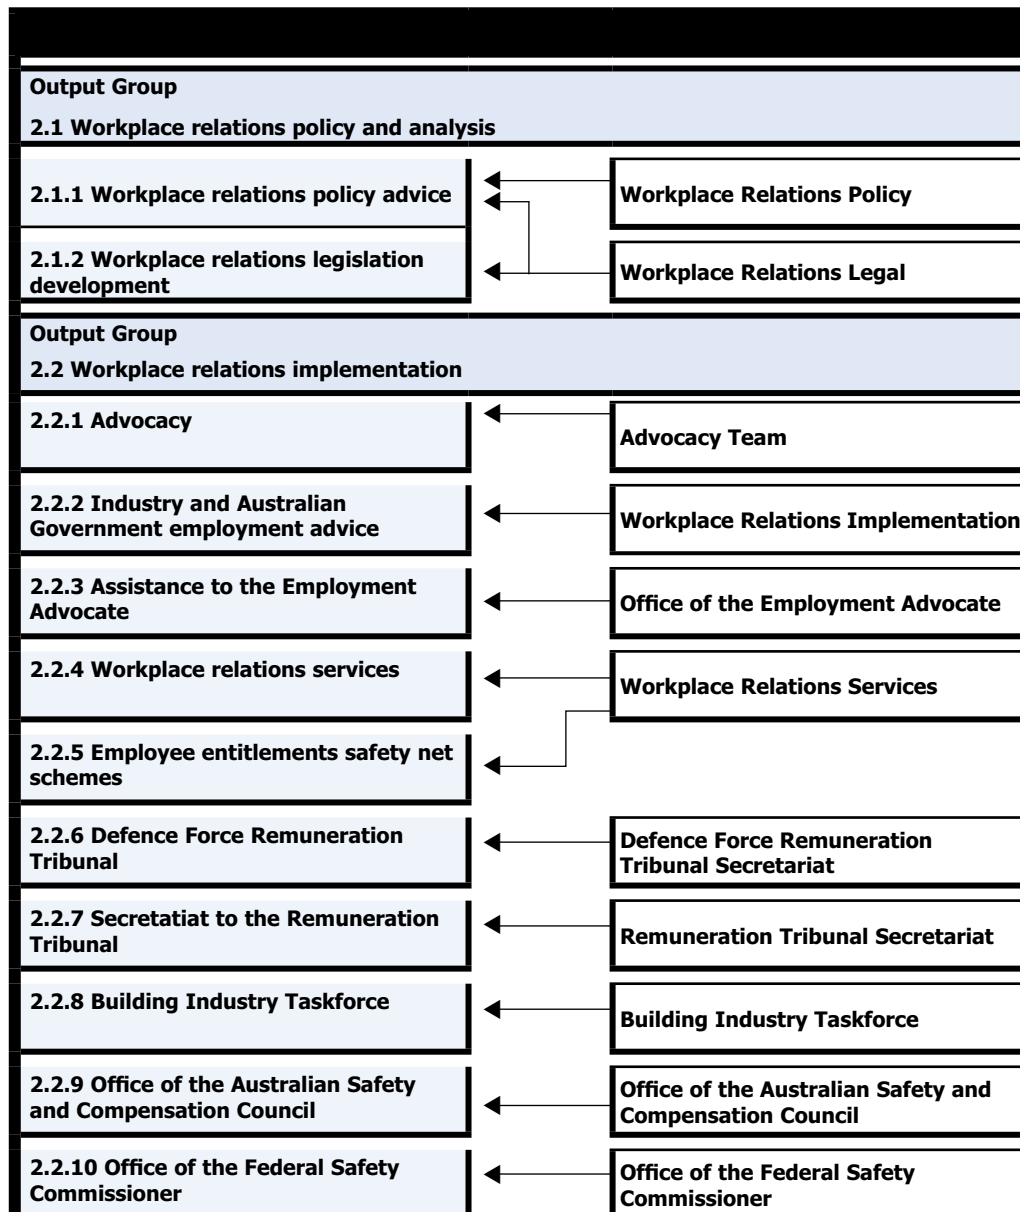 Output Group
2.1 Workplace relations policy and analysis
2.1.1 Workplace relations policy advice
Workplace Relations Policy
2.1.2 Workplace relations legislation
development
Workplace Relations Legal
Output Group
2.2 Workplace relations implementation
2.2.1 Advocacy
Advocacy Team
2.2.2 Industry and Australian
Government employment advice
Workplace Relations Implementation
2.2.3 Assistance to the Employment
Advocate
Office of the Employment Advocate
2.2.4 Workplace relations services
Workplace Relations Services
2.2.5 Employee entitlements safety net
schemes
2.2.6 Defence Force Remuneration
Tribunal
Defence Force Remuneration
Tribunal Secretariat
2.2.7 Secretatiat to the Remuneration
Tribunal
Remuneration Tribunal Secretariat
2.2.8 Building Industry Taskforce
Building Industry Taskforce
2.2.9 Office of the Australian Safety
and Compensation Council
Office of the Australian Safety and
Compensation Council
2.2.10 Office of the Federal Safety
Commissioner
Office of the Federal Safety
Commissioner